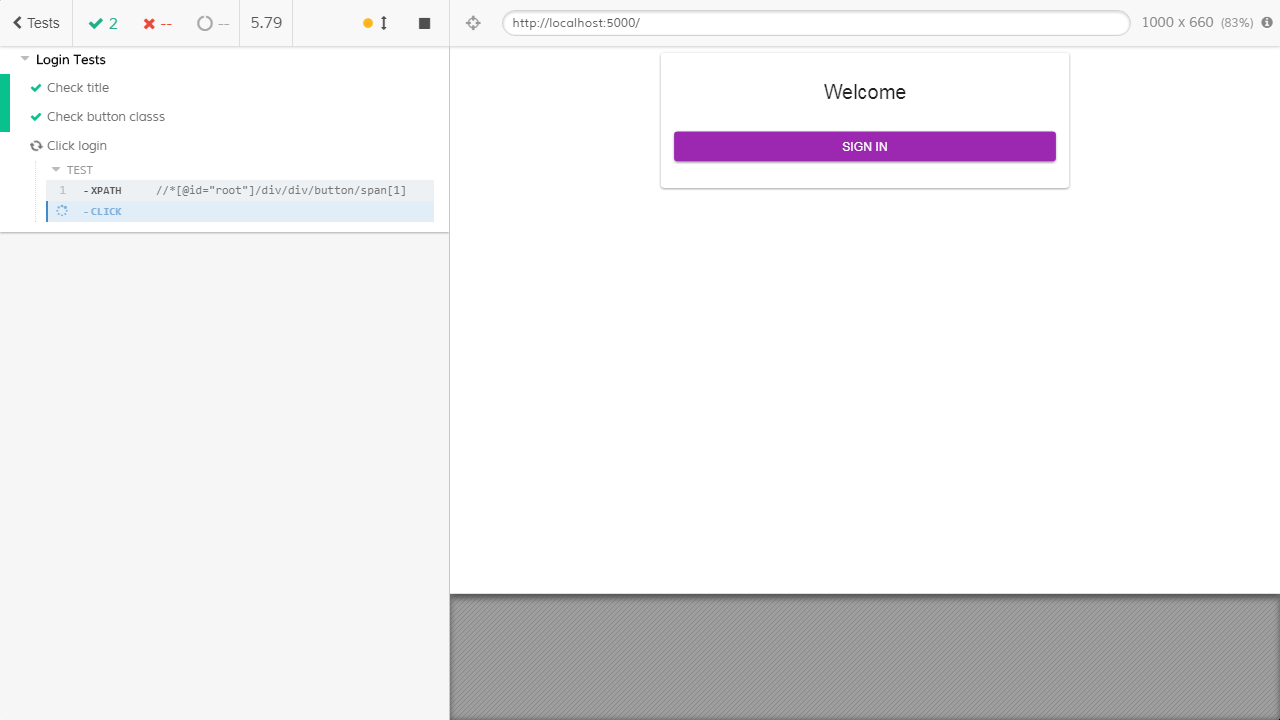 Tests 2 -- -- 5.79 http://localhost:5000/ 1000 x 660 (83%)
Login Tests
Check title
Check button classs
Click login
TEST
1 -XPATH //*[@id="root"]/div/div/button/span[1]
-CLICK
Welcome
SIGN IN